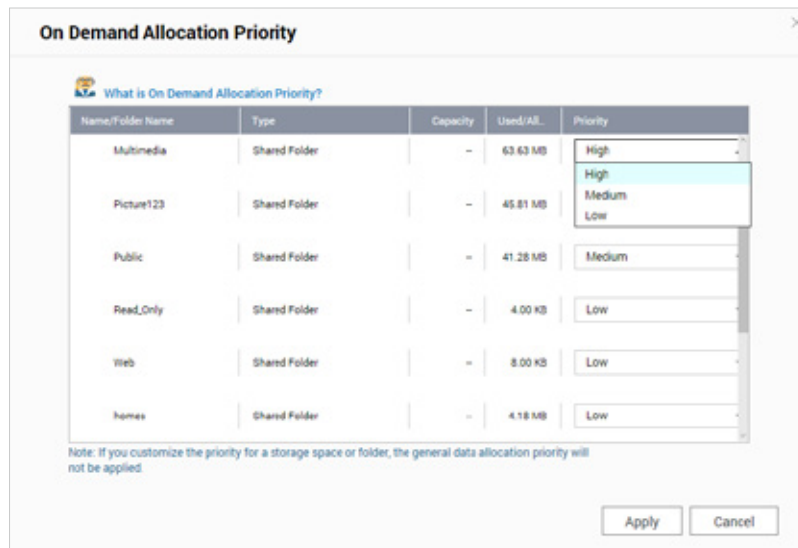 On Demand Allocation Priority
What is On Demand Allocation Priority?
Name/Folder Name Type Capacity Used/All.. Priority
Multimedia Shared Folder -- 63.63 MB High
High
Medium
Low
Picture123 Shared Folder -- 45.81 MB
Public Shared Folder -- 41.28 MB Medium
Read_Only Shared Folder -- 4.00 KB Low
Web Shared Folder -- 8.00 KB Low
homes Shared Folder -- 4.18 MB Low
Note: If you customize the priority for a storage space or folder, the general data allocation priority will
not be applied.
Apply Cancel